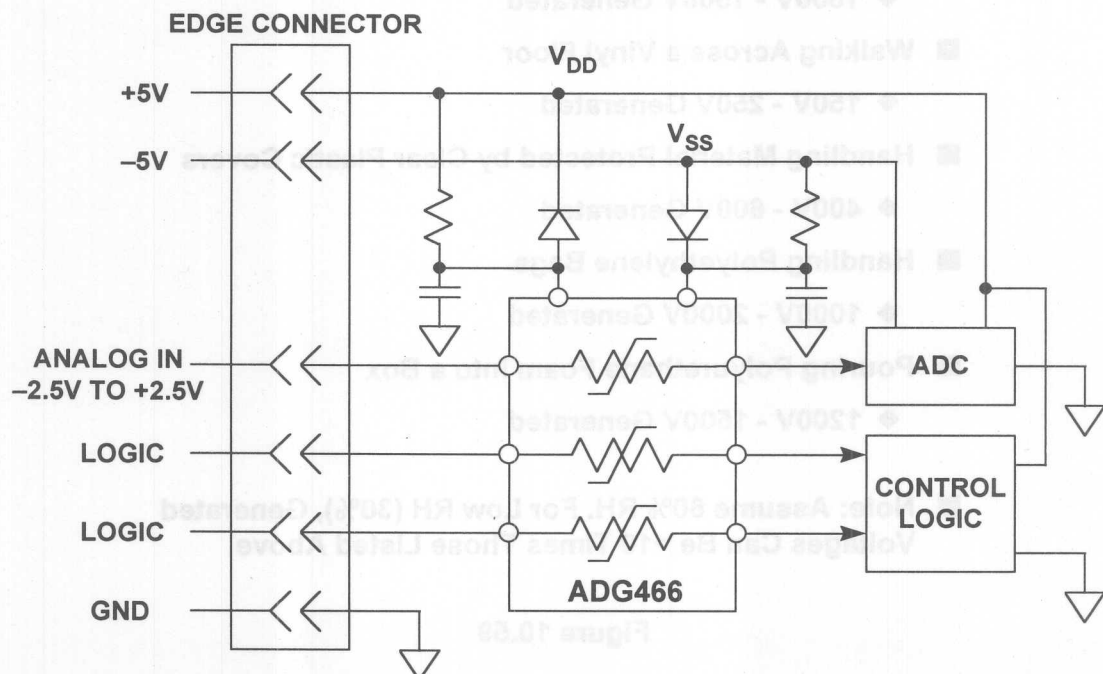 EDGE CONNECTOR
+5V
VDD
–5V
VSS
ANALOG IN
–2.5V TO +2.5V
ADC
LOGIC
CONTROL
LOGIC
LOGIC
ADG466
GND
1500V Generated
Walking Across a Vinyl Floor
150V - 250V Generated
Handling Material Protected by Clear Plastic Covers
400V - 600V Generated
Handling Polyethylene Bags
1000V - 2000V Generated
Pouring Polyurethane Foam Into a Box
1200V - 1500V Generated
Note: Assume 60% RH. For Low RH (30%), Generated
Voltages Can Be Times Those Listed Above
Figure 10.59